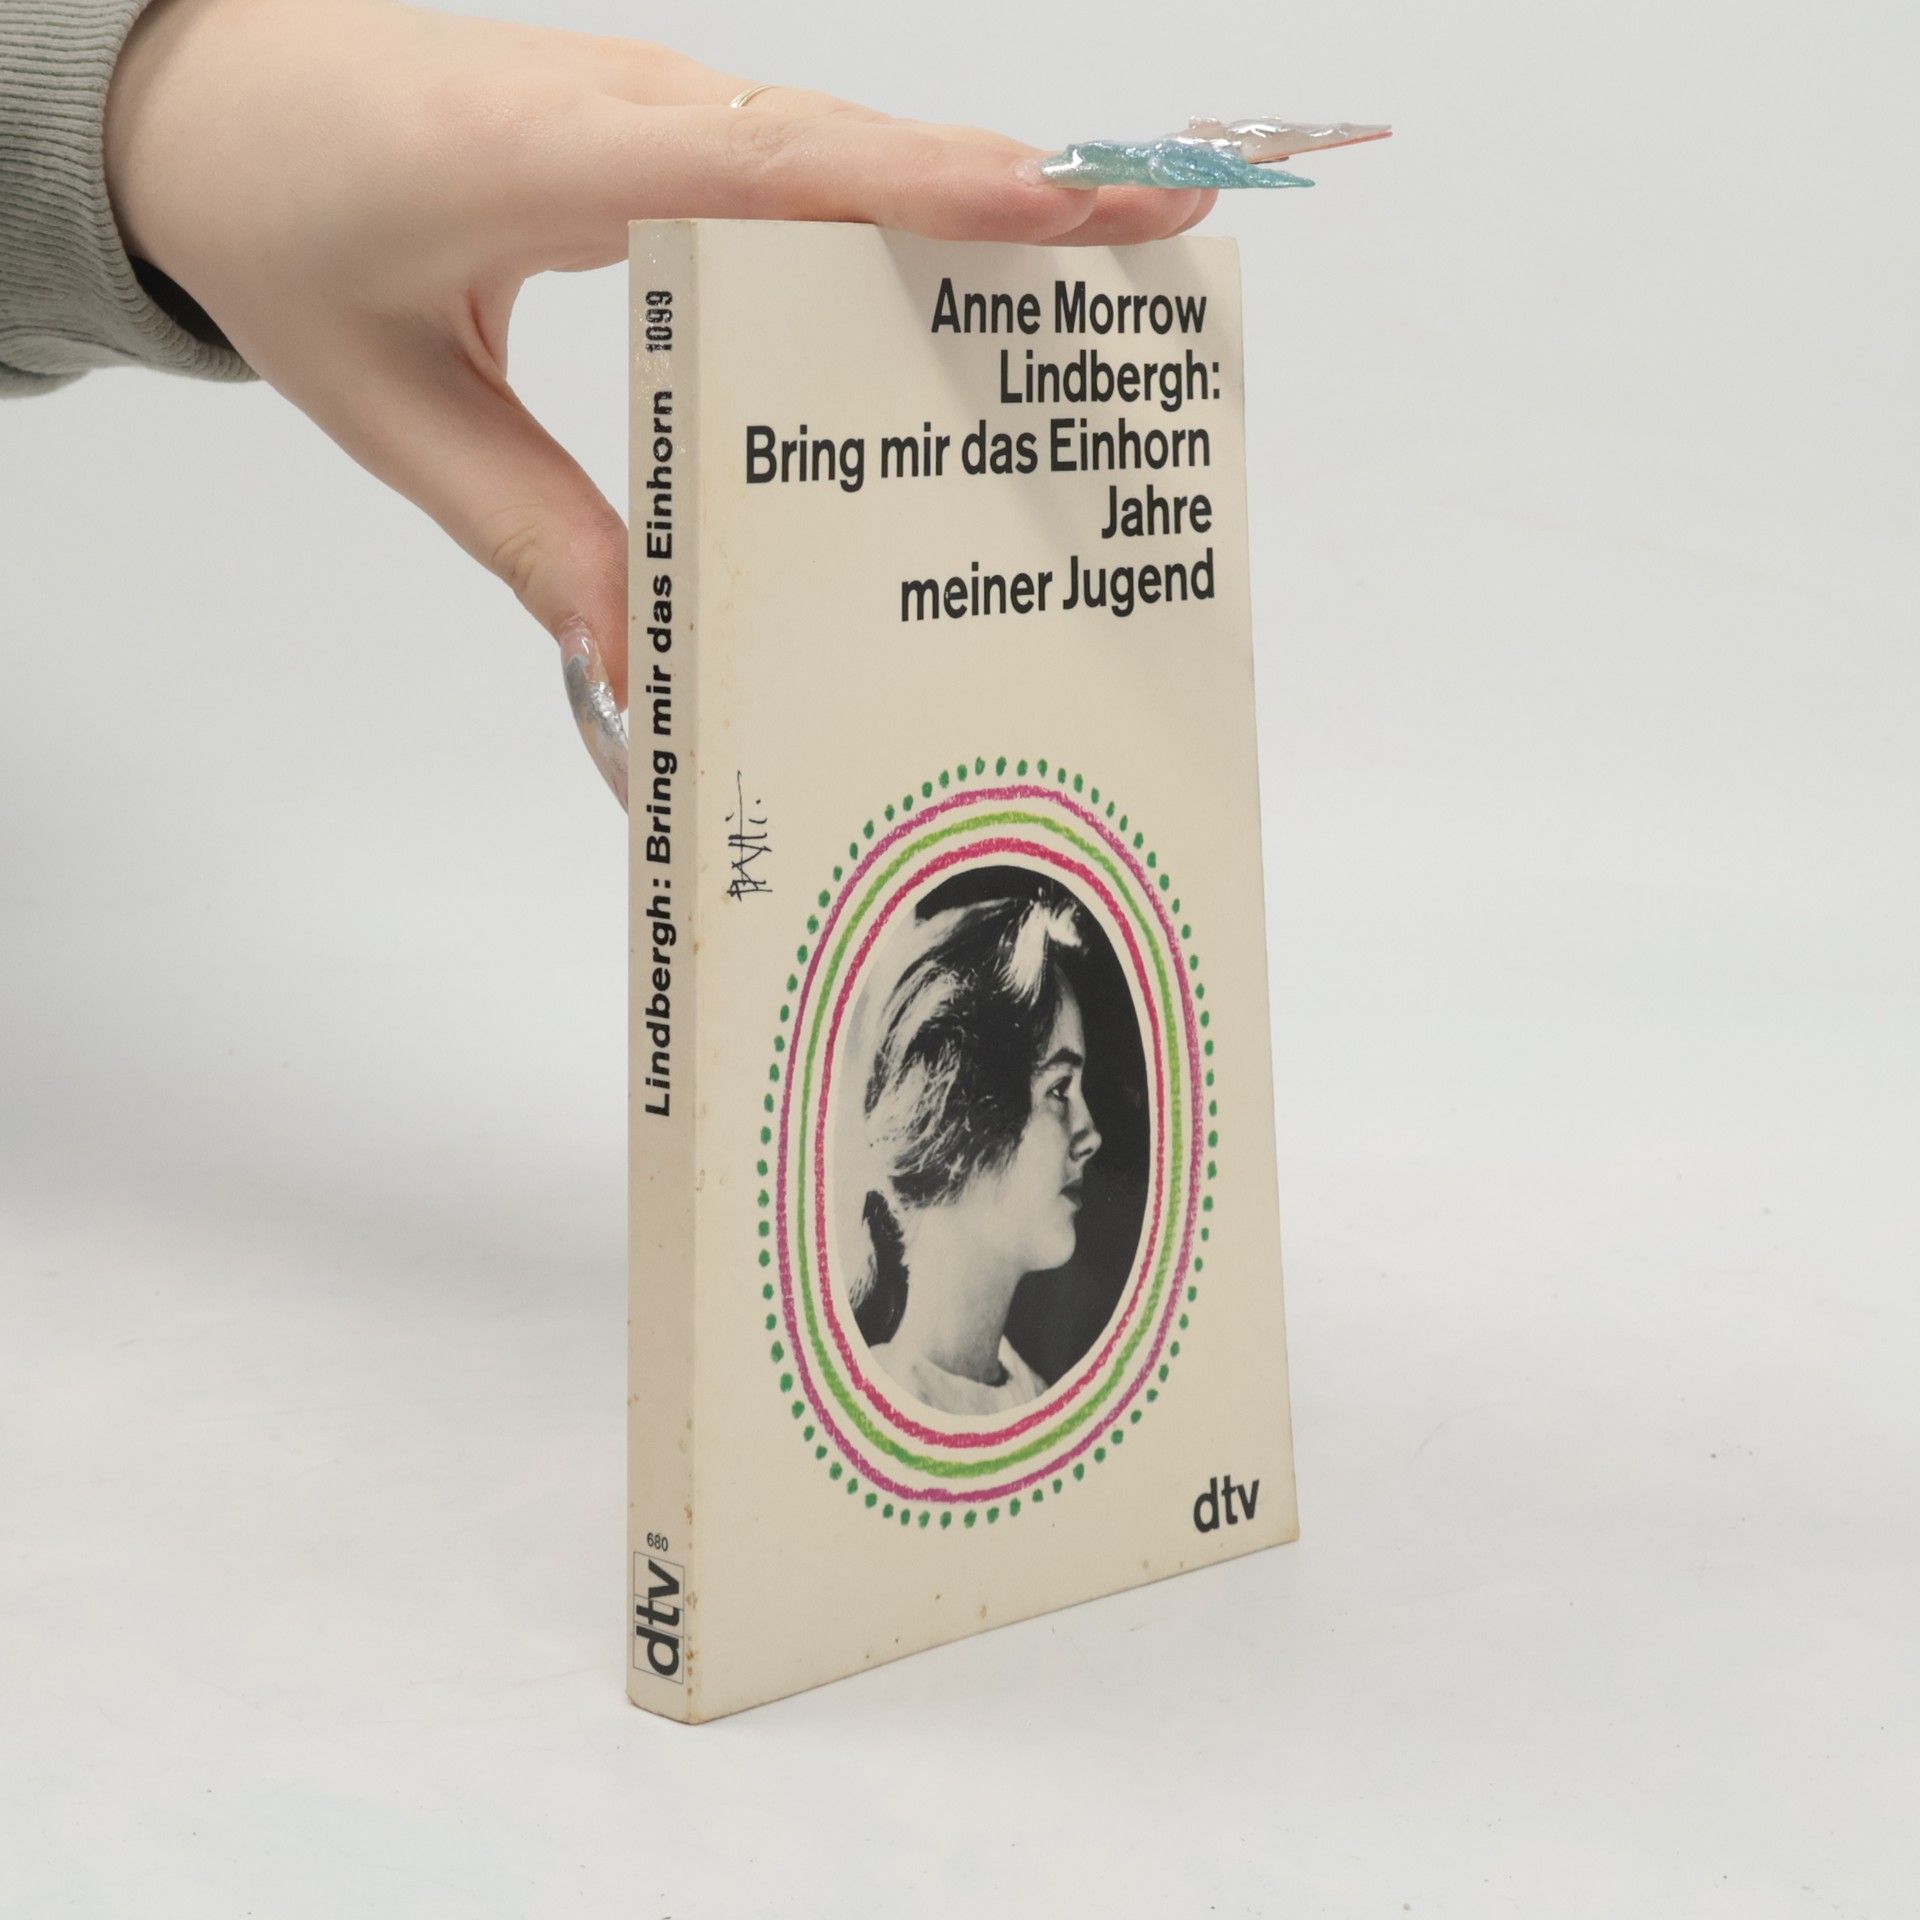 Anne Morrow
Lindbergh:
Bring mir das Einhorn
Jahre
meiner Jugend
dtv
Lindbergh: Bring mir das Einhorn 1099
680
dtv